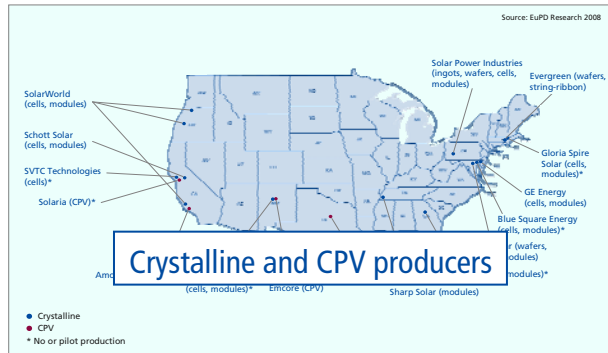 Source: EuPD Research 2008
Solar Power Industries
(ingots, wafers, cells,
modules)
Evergreen (wafers,
string-ribbon)
SolarWorld
(cells, modules)
Schott Solar
(cells, modules)
SVTC Technologies
(cells)*
Solaria (CPV)*
Gloria Spire
Solar (cells,
modules)*
GE Energy
(cells, modules)
Blue Square Energy
(cells, modules)*
(wafers,
modules)
modules)*
Crystalline and CPV producers
(cells, modules)*
Emcore (CPV)
Sharp Solar (modules)
Crystalline
CPV
* No or pilot production